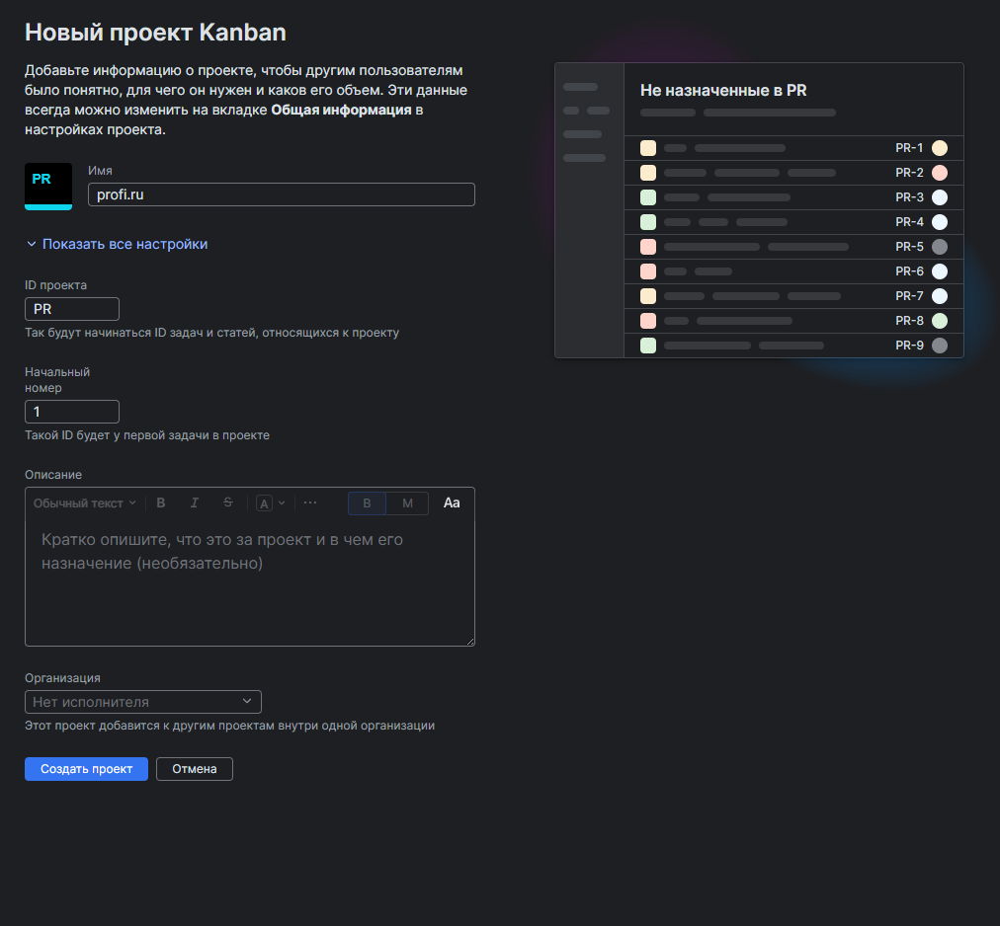 Новый проект Kanban
Добавьте информацию о проекте, чтобы другим пользователям
было понятно, для чего он нужен и каков его объем. Эти данные
всегда можно изменить на вкладке Общая информация в
настройках проекта.
PR
Имя
profi.ru
Показать все настройки
ID проекта
PR
Так будут начинаться ID задач и статей, относящихся к проекту
Начальный
номер
1
Такой ID будет у первой задачи в проекте
Описание
Обычный текст B I S A ··· В М Aa
Кратко опишите, что это за проект и в чем его
назначение (необязательно)
Организация
Нет исполнителя
Этот проект добавится к другим проектам внутри одной организации
Создать проект Отмена
Не назначенные в PR
PR-1
PR-2
PR-3
PR-4
PR-5
PR-6
PR-7
PR-8
PR-9